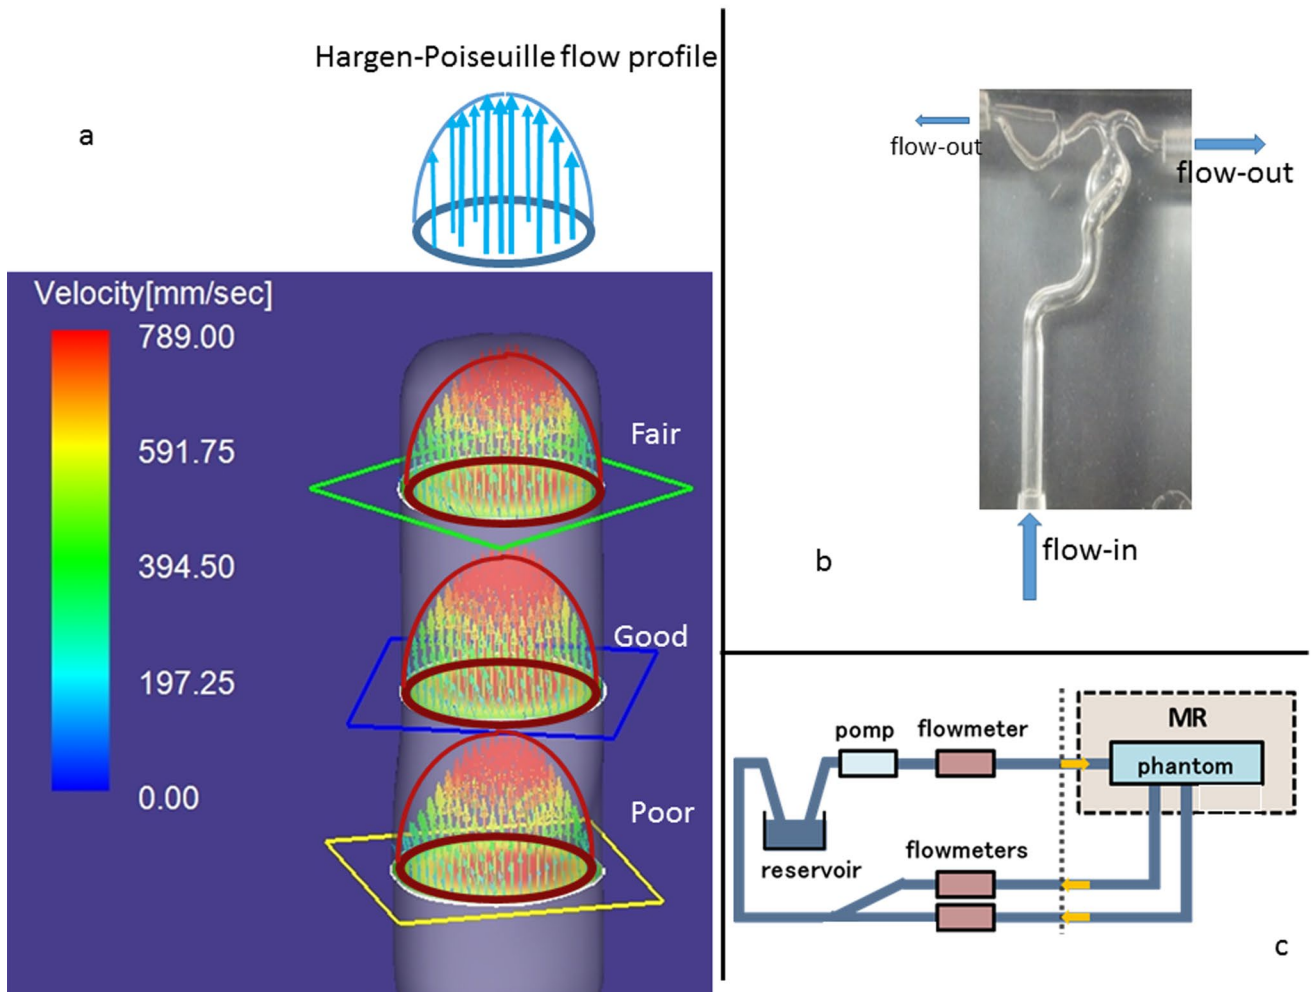 Hargen-Poiseuille flow profile
a
Velocity[mm/sec]
789.00
591.75
394.50
197.25
0.00
Fair
Good
Poor
flow-out
flow-out
flow-in
b
MR
pump
flowmeter
phantom
reservoir
flowmeters
c